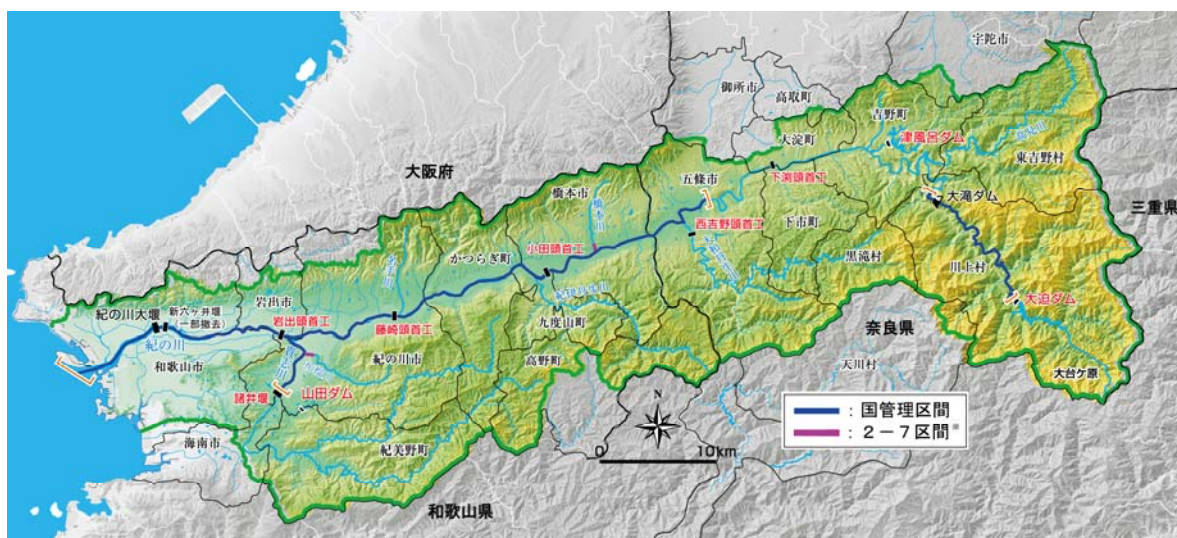 宇陀市
御所市
高取町
吉野町
大淀町
津風呂ダム
高見川
東吉野村
大阪府
橋本市
五條市
下渕頭首工
大滝ダム
三重県
橋本川
下市町
西吉野頭首工
小田頭首工
かつらぎ町
黒滝村
川上村
大迫ダム
紀の川大堰
新六ヶ井堰
（一部撤去）
岩出市
紀の川
岩出頭首工
藤崎頭首工
九度山町
奈良県
和歌山市
紀の川市
高野町
天川村
大台ケ原
諸井堰
山田ダム
海南市
紀美野町
和歌山県
N
0 10km
：国管理区間
：２－７区間※